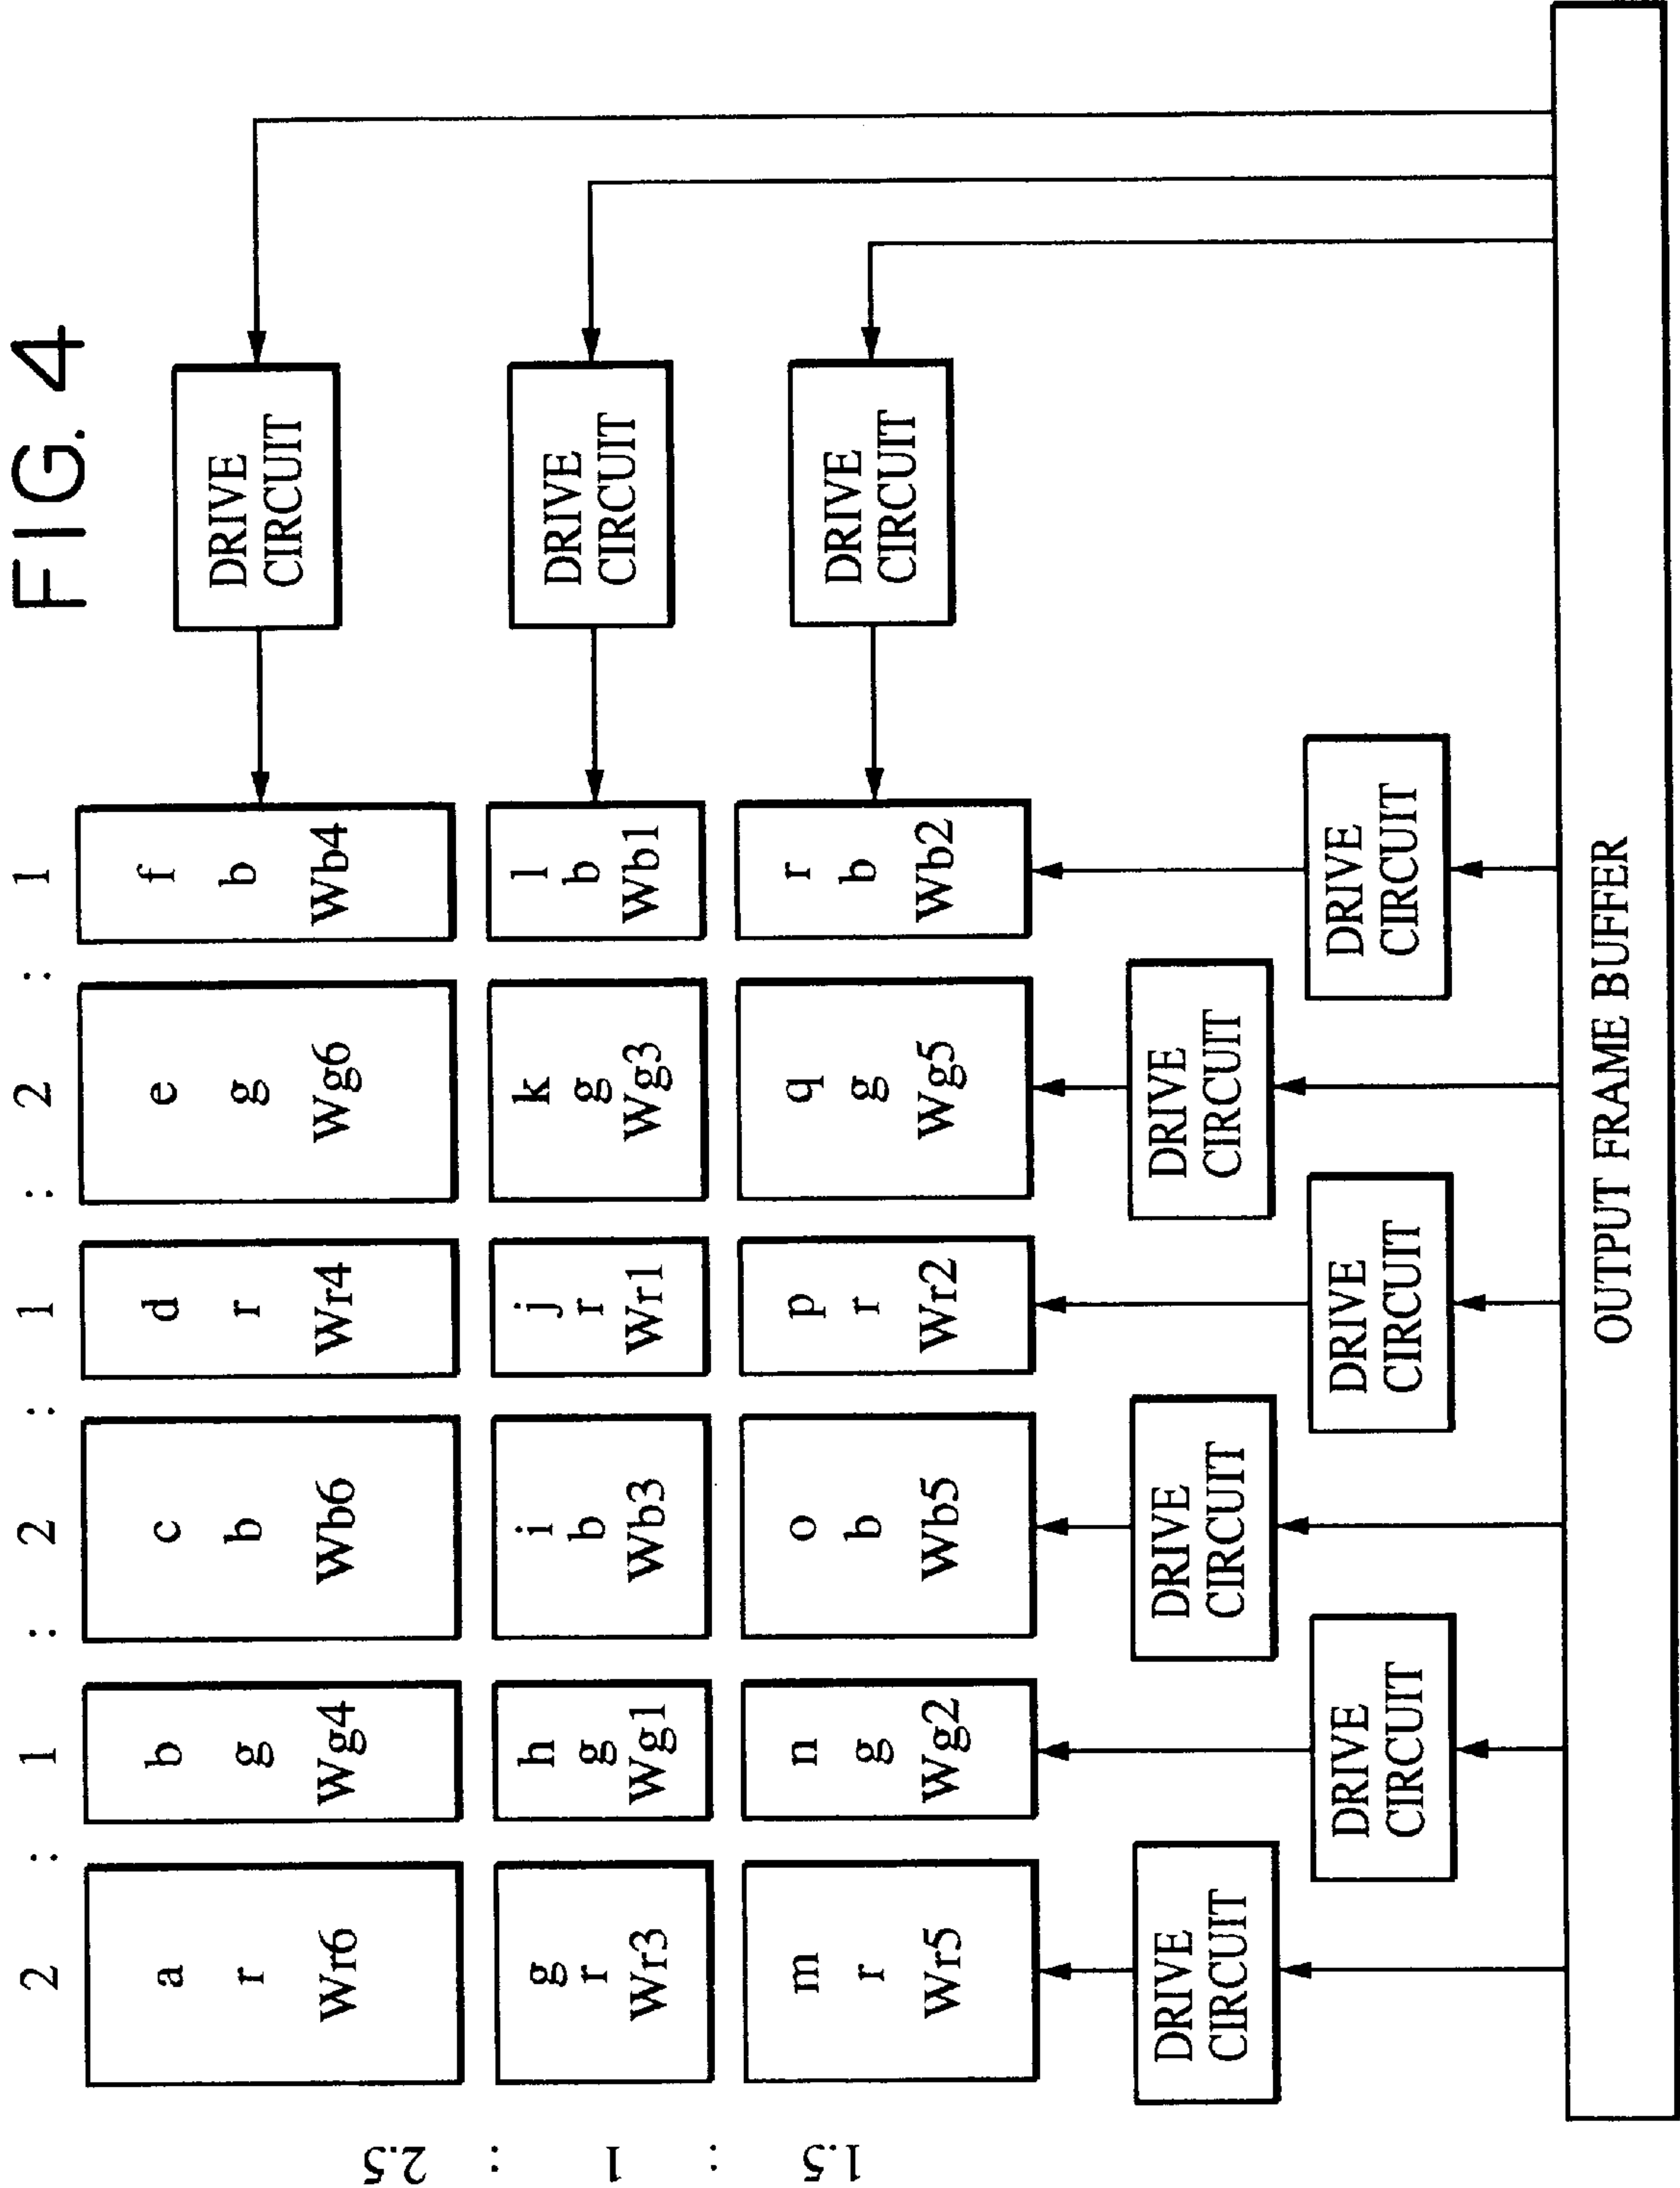 FIG. 4
2 : 1 : 2 : 1 : 2 : 1
a
r
Wr6
b
g
Wg4
c
b
Wb6
d
r
Wr4
e
g
Wg6
f
b
Wb4
DRIVE
CIRCUIT
g
r
Wr3
h
g
Wg1
i
b
Wb3
j
r
Wr1
k
g
Wg3
l
b
Wb1
DRIVE
CIRCUIT
m
r
Wr5
n
g
Wg2
o
b
Wb5
p
r
Wr2
q
g
Wg5
r
b
Wb2
DRIVE
CIRCUIT
1.5 : 1 : 2.5
DRIVE
CIRCUIT
DRIVE
CIRCUIT
DRIVE
CIRCUIT
DRIVE
CIRCUIT
DRIVE
CIRCUIT
DRIVE
CIRCUIT
OUTPUT FRAME BUFFER